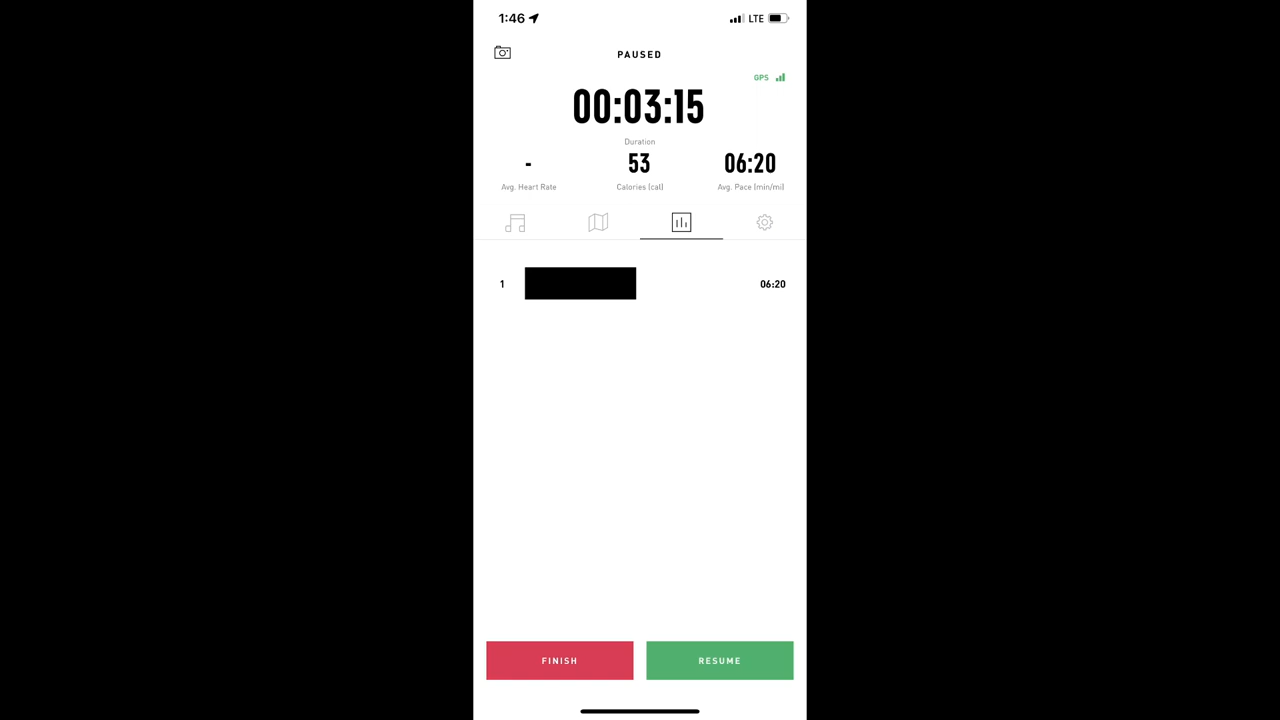 1:46 LTE
PAUSED
GPS
00:03:15
Duration
- 53 06:20
Avg. Heart Rate Calories (cal) Avg. Pace (min/mi)
1 06:20
FINISH RESUME